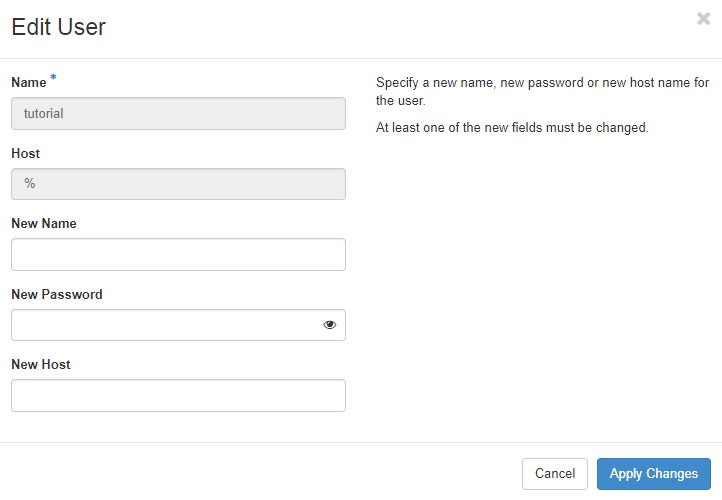 Edit User
Name *
tutorial
Host
%
New Name
New Password
New Host
Specify a new name, new password or new host name for
the user.
At least one of the new fields must be changed.
Cancel
Apply Changes